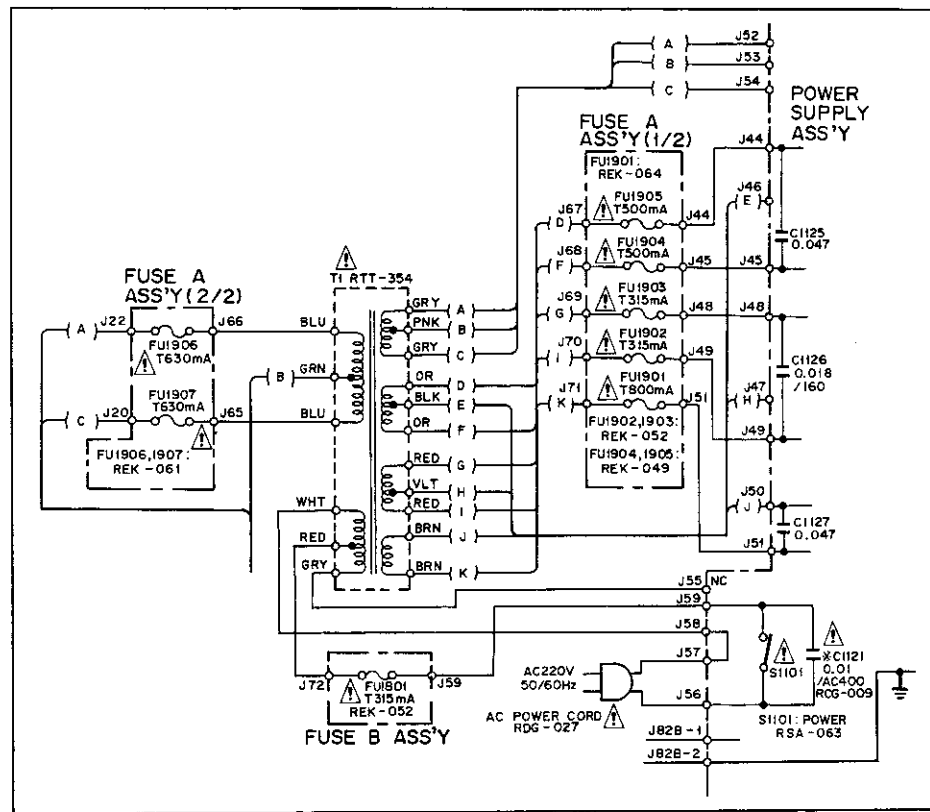 A J52
B J53
C J54
POWER
SUPPLY
ASS'Y
FUSE A
ASS'Y(1/2)
FU1901:
REK-064
J44
J46
E
J67
D
FU1905
T500mA
J44
J68
F
FU1904
T500mA
J45
J45
C1125
0.047
J69
G
FU1903
T315mA
J48
J48
J70
I
FU1902
T315mA
J49
C1126
0.018
/160
J71
K
FU1901
T800mA
J51
J47
H
J49
FU1902,1903:
REK-052
FU1904,1905:
REK-049
J50
J
C1127
0.047
J51
T1 RTT-354
FUSE A
ASS'Y(2/2)
A J22
J66
BLU
FU1906
T630mA
B GRN
FU1907
T630mA
C J20
J65
BLU
FU1906,1907:
REK-061
GRY A
PNK B
GRY C
OR D
BLK E
OR F
RED G
VLT H
RED I
BRN J
BRN K
WHT
RED
GRY
J55 NC
J59
J58
J57
J56
J72
FU1801
T315mA
REK-052
J59
FUSE B ASS'Y
AC220V
50/60Hz
AC POWER CORD
RDG-027
S1101
※C1121
0.01
/AC400
RCG-009
S1101: POWER
RSA-063
J82B-1
J82B-2